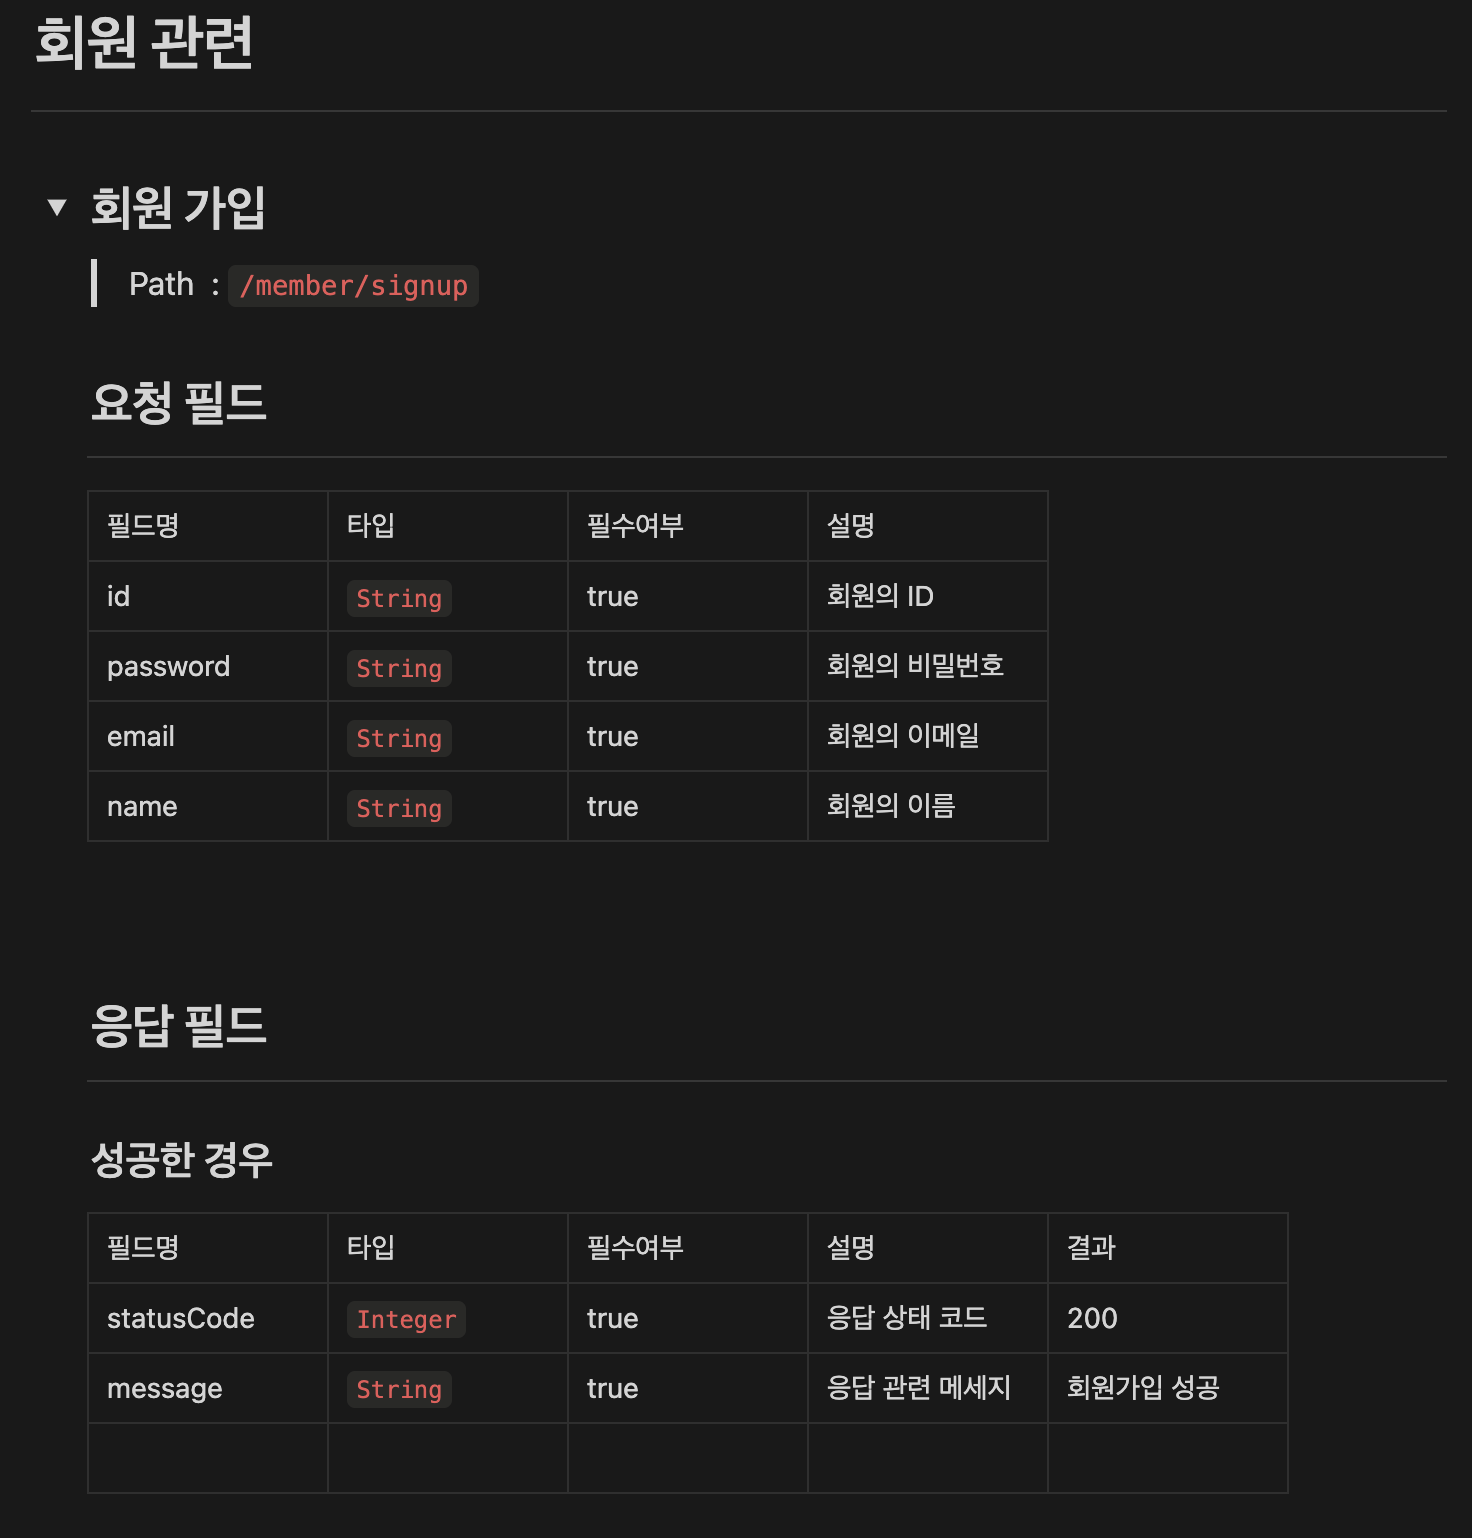 회원 관련
회원 가입
Path : /member/signup
요청 필드
필드명 타입 필수여부 설명
id String true 회원의 ID
password String true 회원의 비밀번호
email String true 회원의 이메일
name String true 회원의 이름
응답 필드
성공한 경우
필드명 타입 필수여부 설명 결과
statusCode Integer true 응답 상태 코드 200
message String true 응답 관련 메세지 회원가입 성공